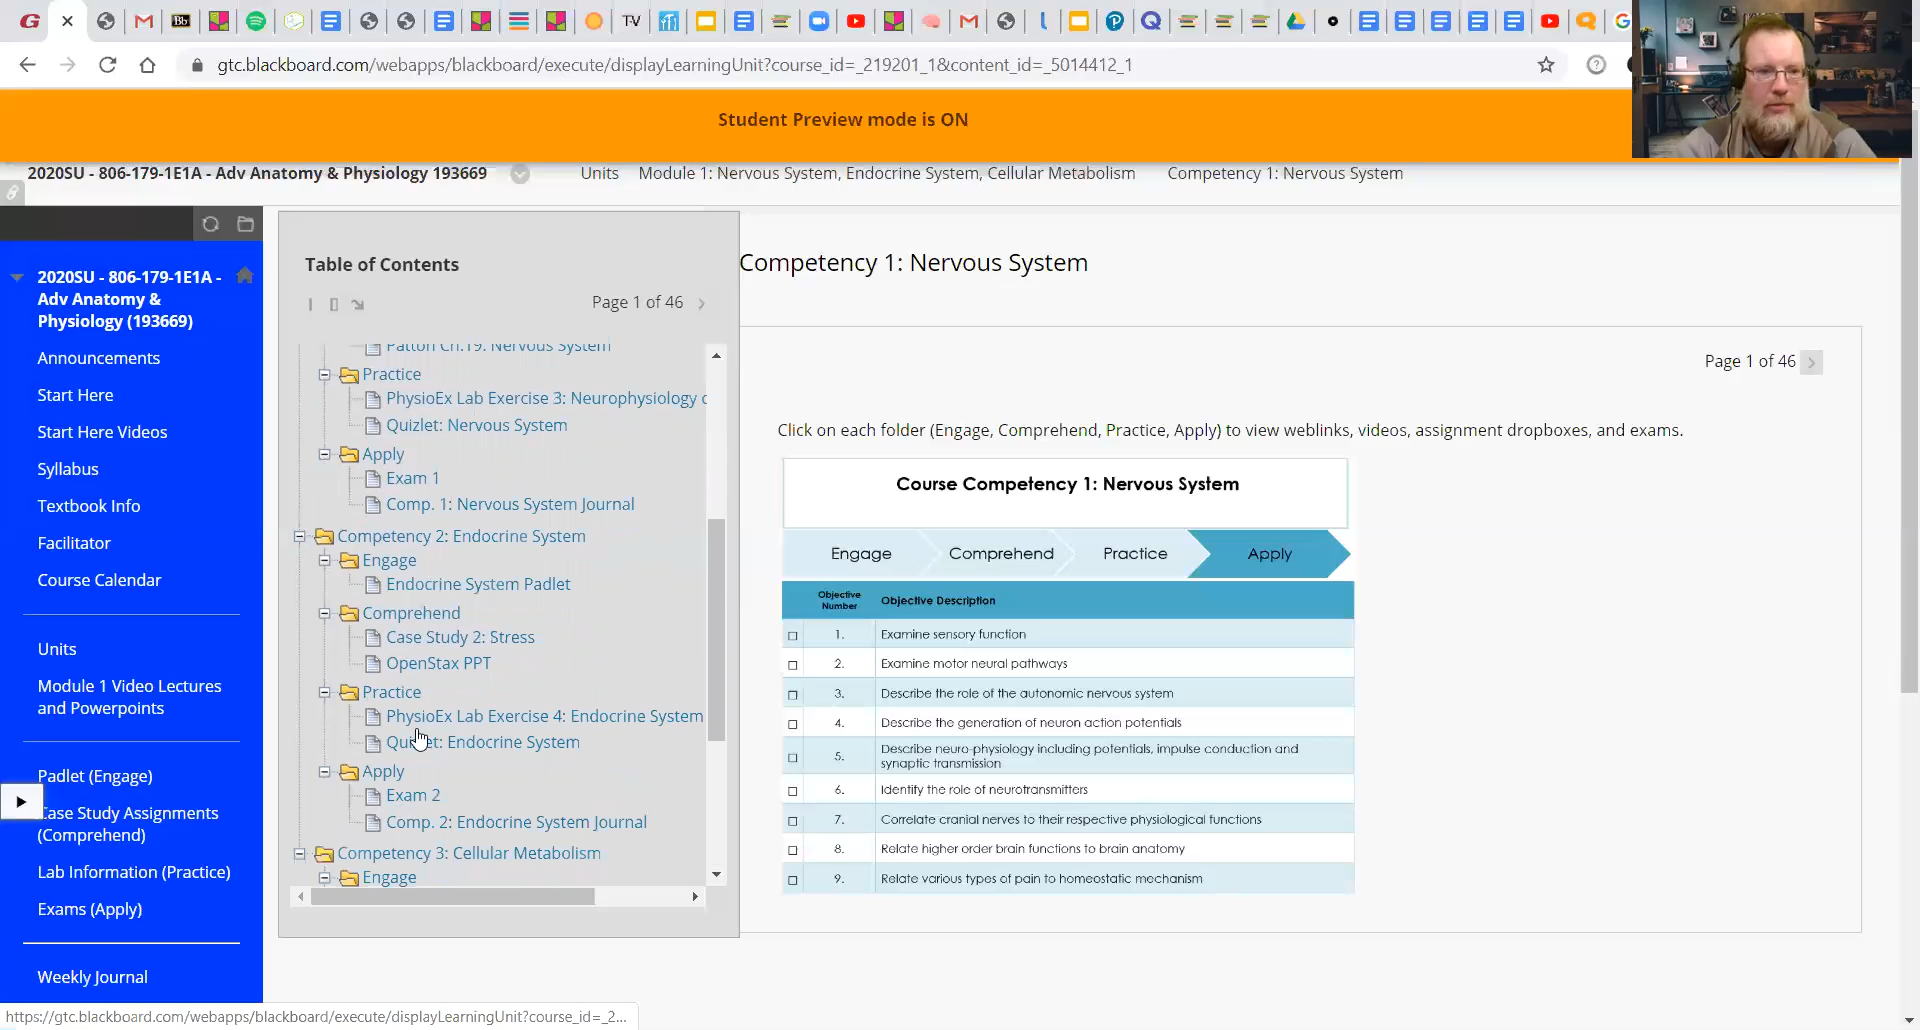 gtc.blackboard.com/webapps/blackboard/execute/displayLearningUnit?course_id=_219201_1&content_id=_5014412_1
Student Preview mode is ON
2020SU - 806-179-1E1A - Adv Anatomy & Physiology 193669
Units
Module 1: Nervous System, Endocrine System, Cellular Metabolism
Competency 1: Nervous System
2020SU - 806-179-1E1A -
Adv Anatomy &
Physiology (193669)
Announcements
Start Here
Start Here Videos
Syllabus
Textbook Info
Facilitator
Course Calendar
Units
Module 1 Video Lectures
and Powerpoints
Padlet (Engage)
Case Study Assignments
(Comprehend)
Lab Information (Practice)
Exams (Apply)
Weekly Journal
Table of Contents
Page 1 of 46
Patton Ch.19: Nervous System
Practice
PhysioEx Lab Exercise 3: Neurophysiology
Quizlet: Nervous System
Apply
Exam 1
Comp. 1: Nervous System Journal
Competency 2: Endocrine System
Engage
Endocrine System Padlet
Comprehend
Case Study 2: Stress
OpenStax PPT
Practice
PhysioEx Lab Exercise 4: Endocrine System
Quizlet: Endocrine System
Apply
Exam 2
Comp. 2: Endocrine System Journal
Competency 3: Cellular Metabolism
Engage
Competency 1: Nervous System
Page 1 of 46
Click on each folder (Engage, Comprehend, Practice, Apply) to view weblinks, videos, assignment dropboxes, and exams.
Course Competency 1: Nervous System
Engage
Comprehend
Practice
Apply
Objective
Number
Objective Description
1. Examine sensory function
2. Examine motor neural pathways
3. Describe the role of the autonomic nervous system
4. Describe the generation of neuron action potentials
5. Describe neuro-physiology including potentials, impulse conduction and
synaptic transmission
6. Identify the role of neurotransmitters
7. Correlate cranial nerves to their respective physiological functions
8. Relate higher order brain functions to brain anatomy
9. Relate various types of pain to homeostatic mechanism
https://gtc.blackboard.com/webapps/blackboard/execute/displayLearningUnit?course_id=_2...